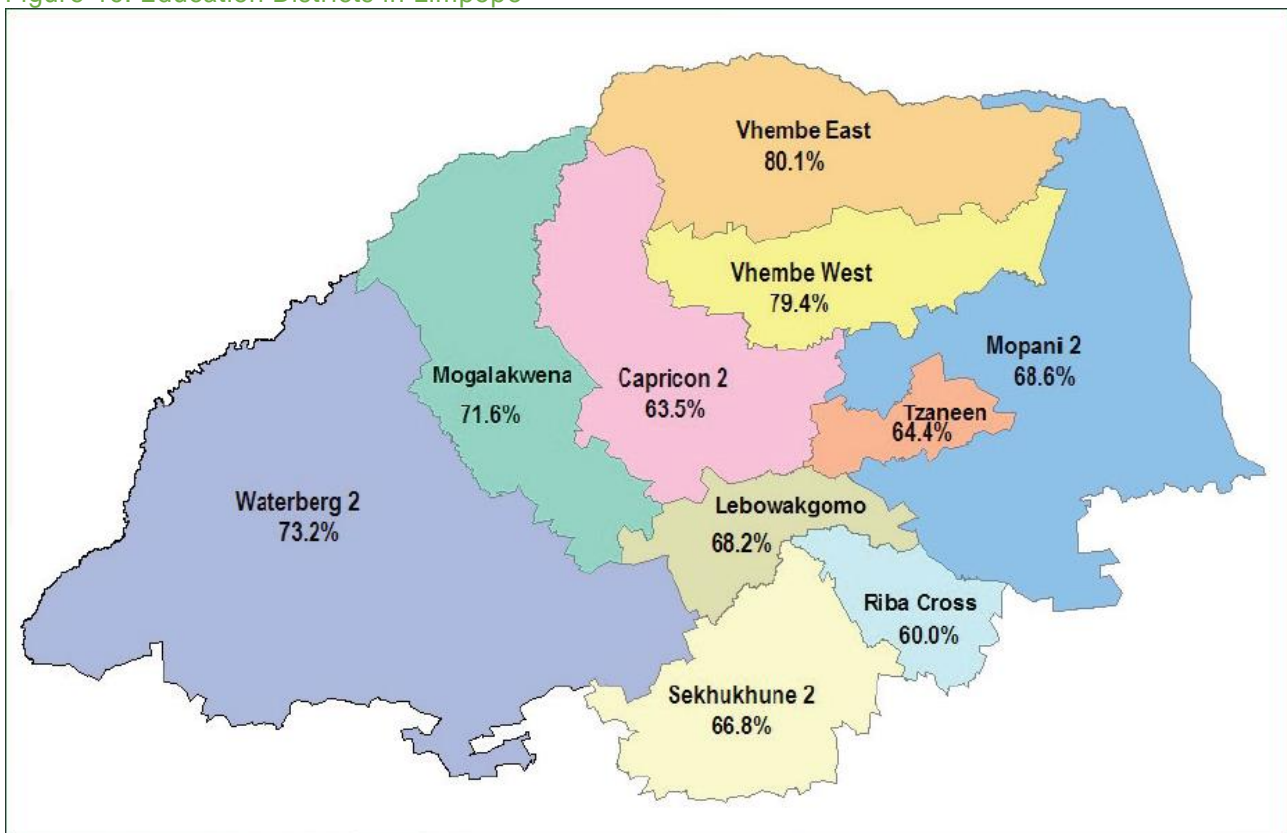 Figure 10: Education Districts in Limpopo
Vhembe East
80.1%
Vhembe West
79.4%
Mopani 2
68.6%
Mogalakwena
71.6%
Capricon 2
63.5%
Tzaneen
64.4%
Waterberg 2
73.2%
Lebowakgomo
68.2%
Riba Cross
60.0%
Sekhukhune 2
66.8%